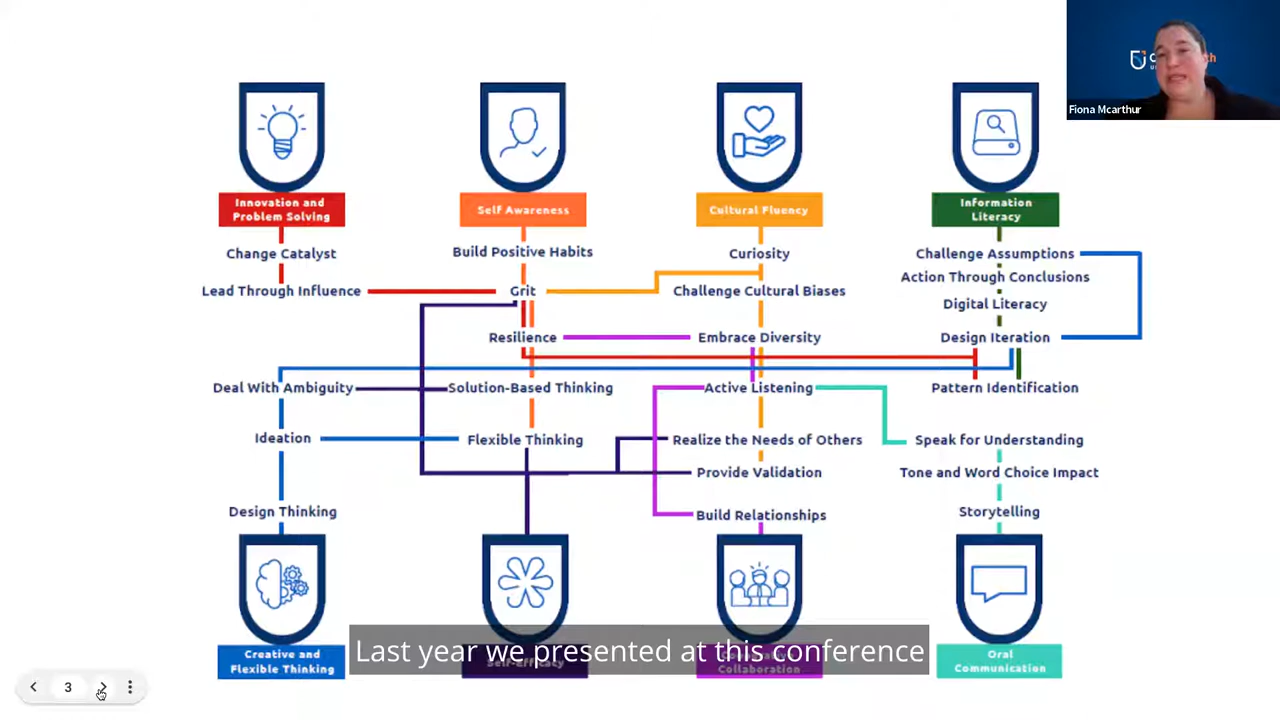 Fiona Mcarthur
Innovation and
Problem Solving
Self Awareness
Cultural Fluency
Information
Literacy
Change Catalyst
Build Positive Habits
Curiosity
Challenge Assumptions
Action Through Conclusions
Lead Through Influence
Grit
Challenge Cultural Biases
Digital Literacy
Resilience
Embrace Diversity
Design Iteration
Deal With Ambiguity
Solution-Based Thinking
Active Listening
Pattern Identification
Ideation
Flexible Thinking
Realize the Needs of Others
Speak for Understanding
Provide Validation
Tone and Word Choice Impact
Design Thinking
Build Relationships
Storytelling
Creative and
Flexible Thinking
Self-Efficacy
Collaboration
Oral
Communication
Last year we presented at this conference
3